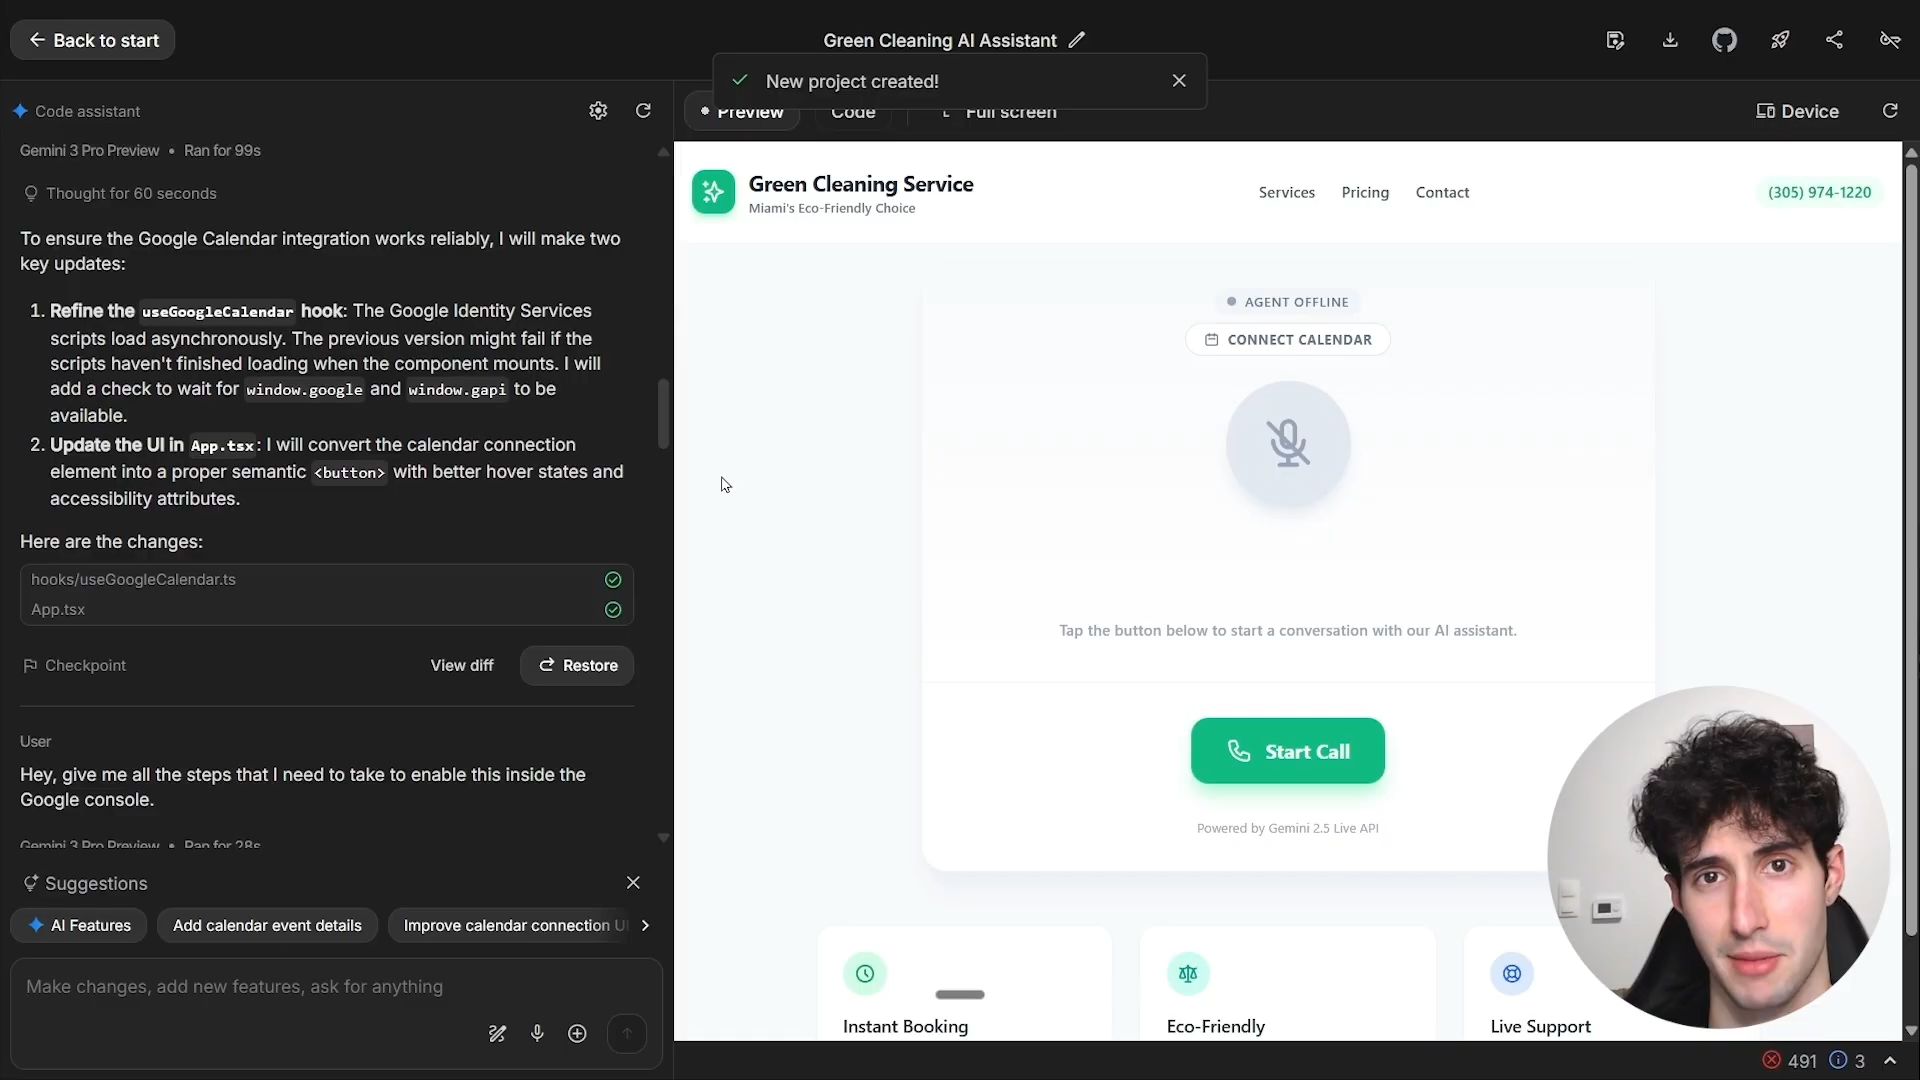 Back to start
Green Cleaning AI Assistant
New project created!
Code assistant
Preview
Code
Full screen
Device
Gemini 3 Pro Preview • Ran for 99s
Thought for 60 seconds
To ensure the Google Calendar integration works reliably, I will make two
key updates:
1. Refine the useGoogleCalendar hook: The Google Identity Services
scripts load asynchronously. The previous version might fail if the
scripts haven't finished loading when the component mounts. I will
add a check to wait for window.google and window.gapi to be
available.
2. Update the UI in App.tsx: I will convert the calendar connection
element into a proper semantic <button> with better hover states and
accessibility attributes.
Here are the changes:
hooks/useGoogleCalendar.ts
App.tsx
Checkpoint
View diff
Restore
User
Hey, give me all the steps that I need to take to enable this inside the
Google console.
Gemini 3 Pro Preview • Ran for 28s
Suggestions
AI Features
Add calendar event details
Improve calendar connection UI
Make changes, add new features, ask for anything
Green Cleaning Service
Miami's Eco-Friendly Choice
Services
Pricing
Contact
(305) 974-1220
AGENT OFFLINE
CONNECT CALENDAR
Tap the button below to start a conversation with our AI assistant.
Start Call
Powered by Gemini 2.5 Live API
Instant Booking
Eco-Friendly
Live Support
491
3